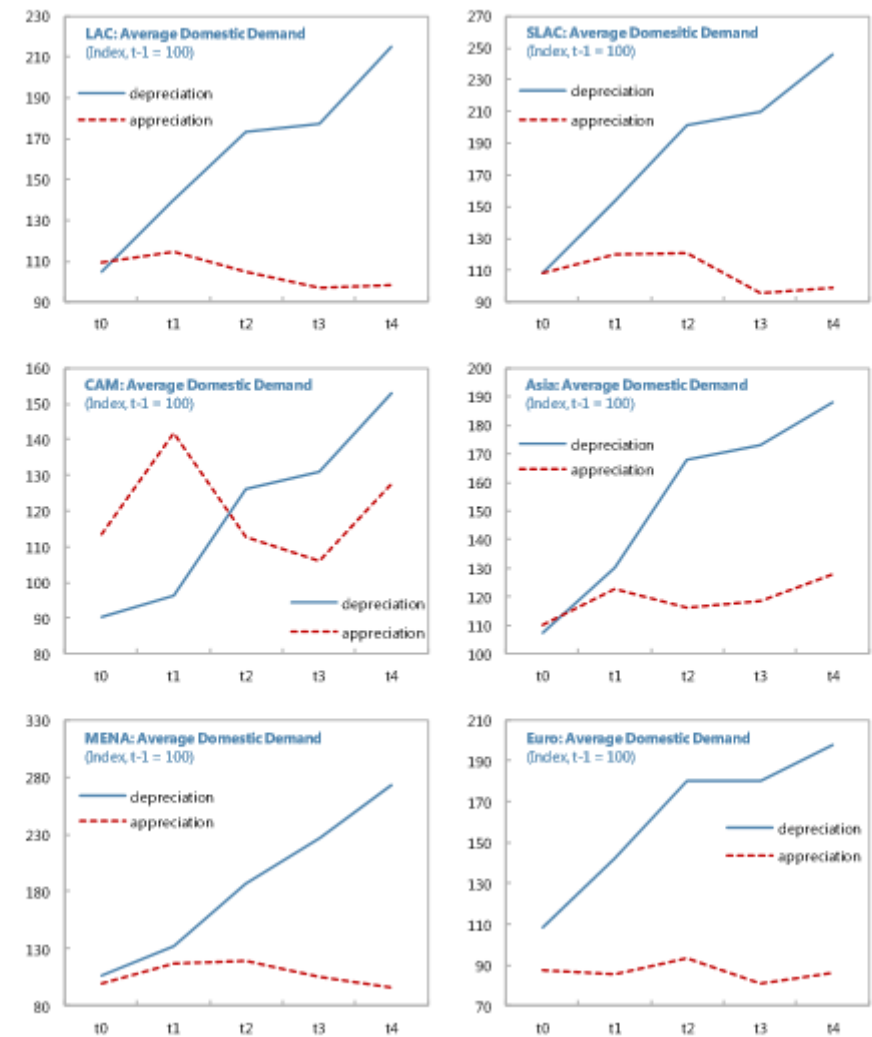 LAC: Average Domestic Demand
(Index, t-1 = 100)
depreciation
appreciation
230
210
190
170
150
130
110
90
t0 t1 t2 t3 t4
SLAC: Average Domesitic Demand
(Index, t-1 = 100)
depreciation
appreciation
270
250
230
210
190
170
150
130
110
90
t0 t1 t2 t3 t4
CAM: Average Domestic Demand
(Index, t-1 = 100)
160
150
140
130
120
110
100
90
80
depreciation
appreciation
t0 t1 t2 t3 t4
Asia: Average Domestic Demand
(Index, t-1 = 100)
depreciation
appreciation
200
190
180
170
160
150
140
130
120
110
100
t0 t1 t2 t3 t4
MENA: Average Domestic Demand
(Index, t-1 = 100)
depreciation
appreciation
330
280
230
180
130
80
t0 t1 t2 t3 t4
Euro: Average Domestic Demand
(Index, t-1 = 100)
depreciation
appreciation
210
190
170
150
130
110
90
70
t0 t1 t2 t3 t4